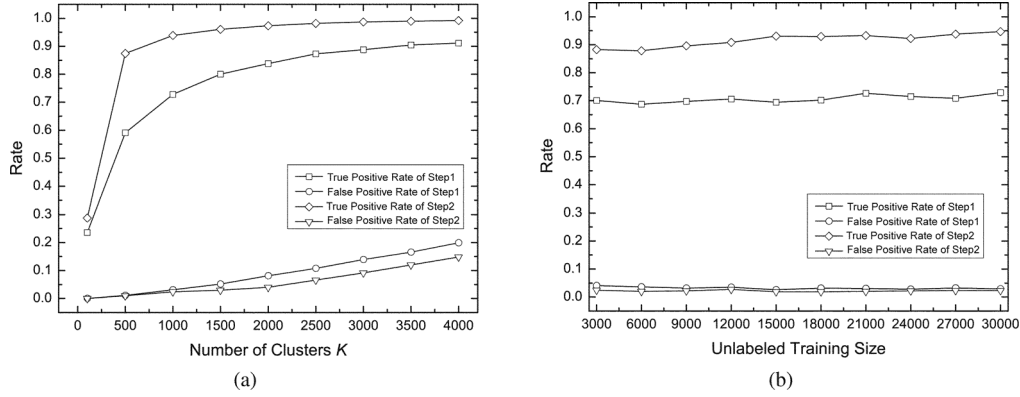 1.0
0.9
0.8
0.7
0.6
0.5
0.4
0.3
0.2
0.1
0.0
Rate
True Positive Rate of Step1
False Positive Rate of Step1
True Positive Rate of Step2
False Positive Rate of Step2
0 500 1000 1500 2000 2500 3000 3500 4000
Number of Clusters K
(a)
1.0
0.9
0.8
0.7
0.6
0.5
0.4
0.3
0.2
0.1
0.0
Rate
True Positive Rate of Step1
False Positive Rate of Step1
True Positive Rate of Step2
False Positive Rate of Step2
3000 6000 9000 12000 15000 18000 21000 24000 27000 30000
Unlabeled Training Size
(b)